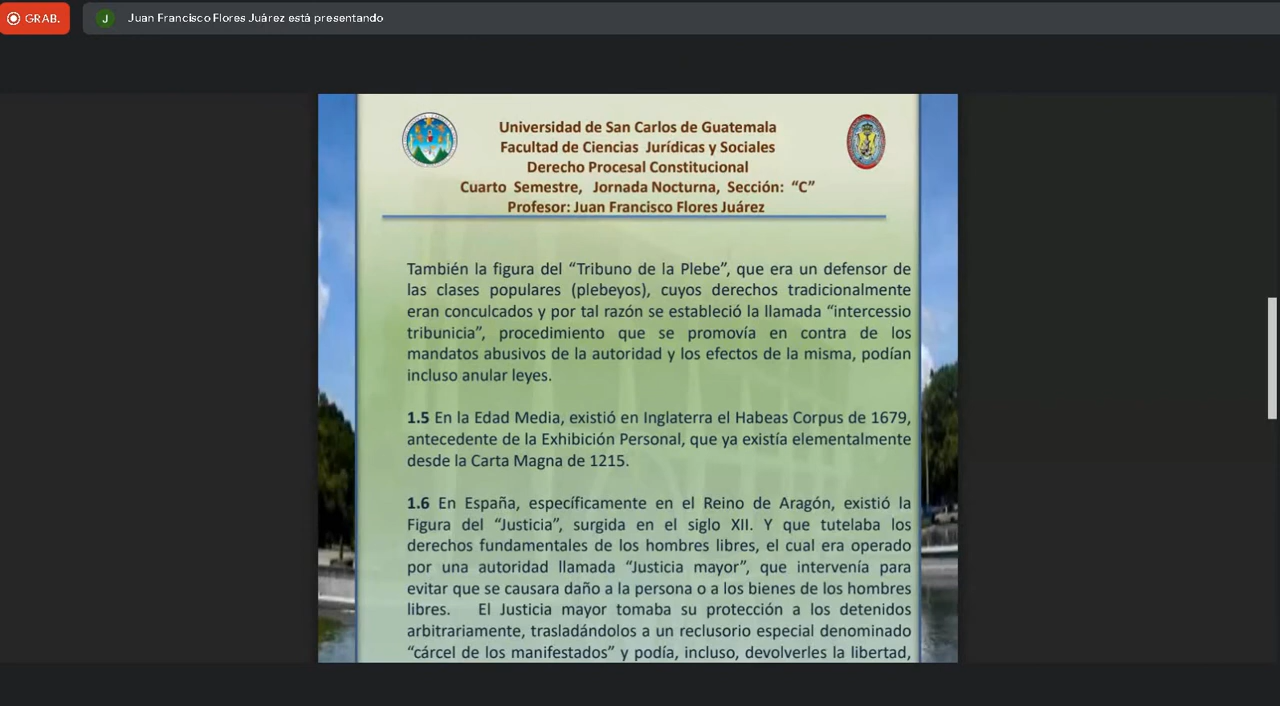 GRAB.
J
Juan Francisco Flores Juárez está presentando
Universidad de San Carlos de Guatemala
Facultad de Ciencias Jurídicas y Sociales
Derecho Procesal Constitucional
Cuarto Semestre, Jornada Nocturna, Sección: “C”
Profesor: Juan Francisco Flores Juárez
También la figura del “Tribuno de la Plebe”, que era un defensor de
las clases populares (plebeyos), cuyos derechos tradicionalmente
eran conculcados y por tal razón se estableció la llamada “intercessio
tribunicia”, procedimiento que se promovía en contra de los
mandatos abusivos de la autoridad y los efectos de la misma, podían
incluso anular leyes.
1.5 En la Edad Media, existió en Inglaterra el Habeas Corpus de 1679,
antecedente de la Exhibición Personal, que ya existía elementalmente
desde la Carta Magna de 1215.
1.6 En España, específicamente en el Reino de Aragón, existió la
Figura del “Justicia”, surgida en el siglo XII. Y que tutelaba los
derechos fundamentales de los hombres libres, el cual era operado
por una autoridad llamada “Justicia mayor”, que intervenía para
evitar que se causara daño a la persona o a los bienes de los hombres
libres. El Justicia mayor tomaba su protección a los detenidos
arbitrariamente, trasladándolos a un reclusorio especial denominado
“cárcel de los manifestados” y podía, incluso, devolverles la libertad,